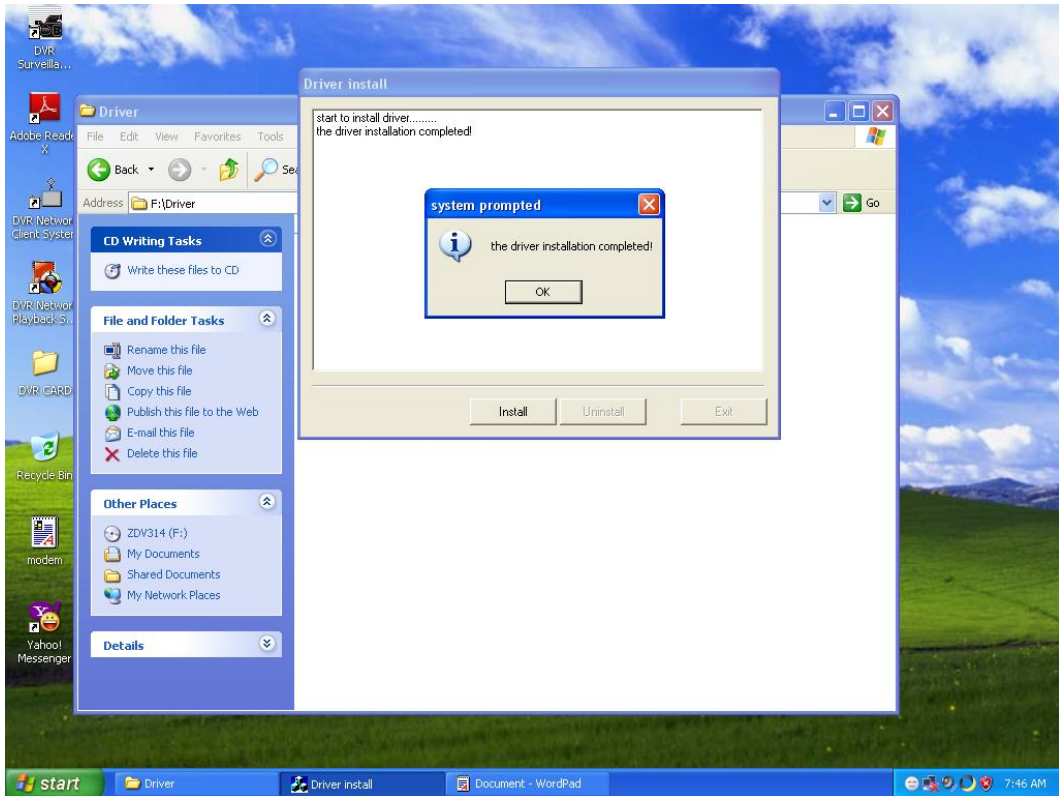 DVR
Surveilla...
Adobe Reade
X
DVR Networ
Client Syster
DVR Networ
Playback S..
DVR CARD
Recycle Bin
modem
Yahoo!
Messenger
Driver
File Edit View Favorites Tools
Back
Sea
Address F:\Driver
Go
CD Writing Tasks
Write these files to CD
File and Folder Tasks
Rename this file
Move this file
Copy this file
Publish this file to the Web
E-mail this file
Delete this file
Other Places
ZDV314 (F:)
My Documents
Shared Documents
My Network Places
Details
Driver install
start to install driver.........
the driver installation completed!
system prompted
the driver installation completed!
OK
Install Uninstall Exit
start Driver Driver install Document - WordPad 7:46 AM